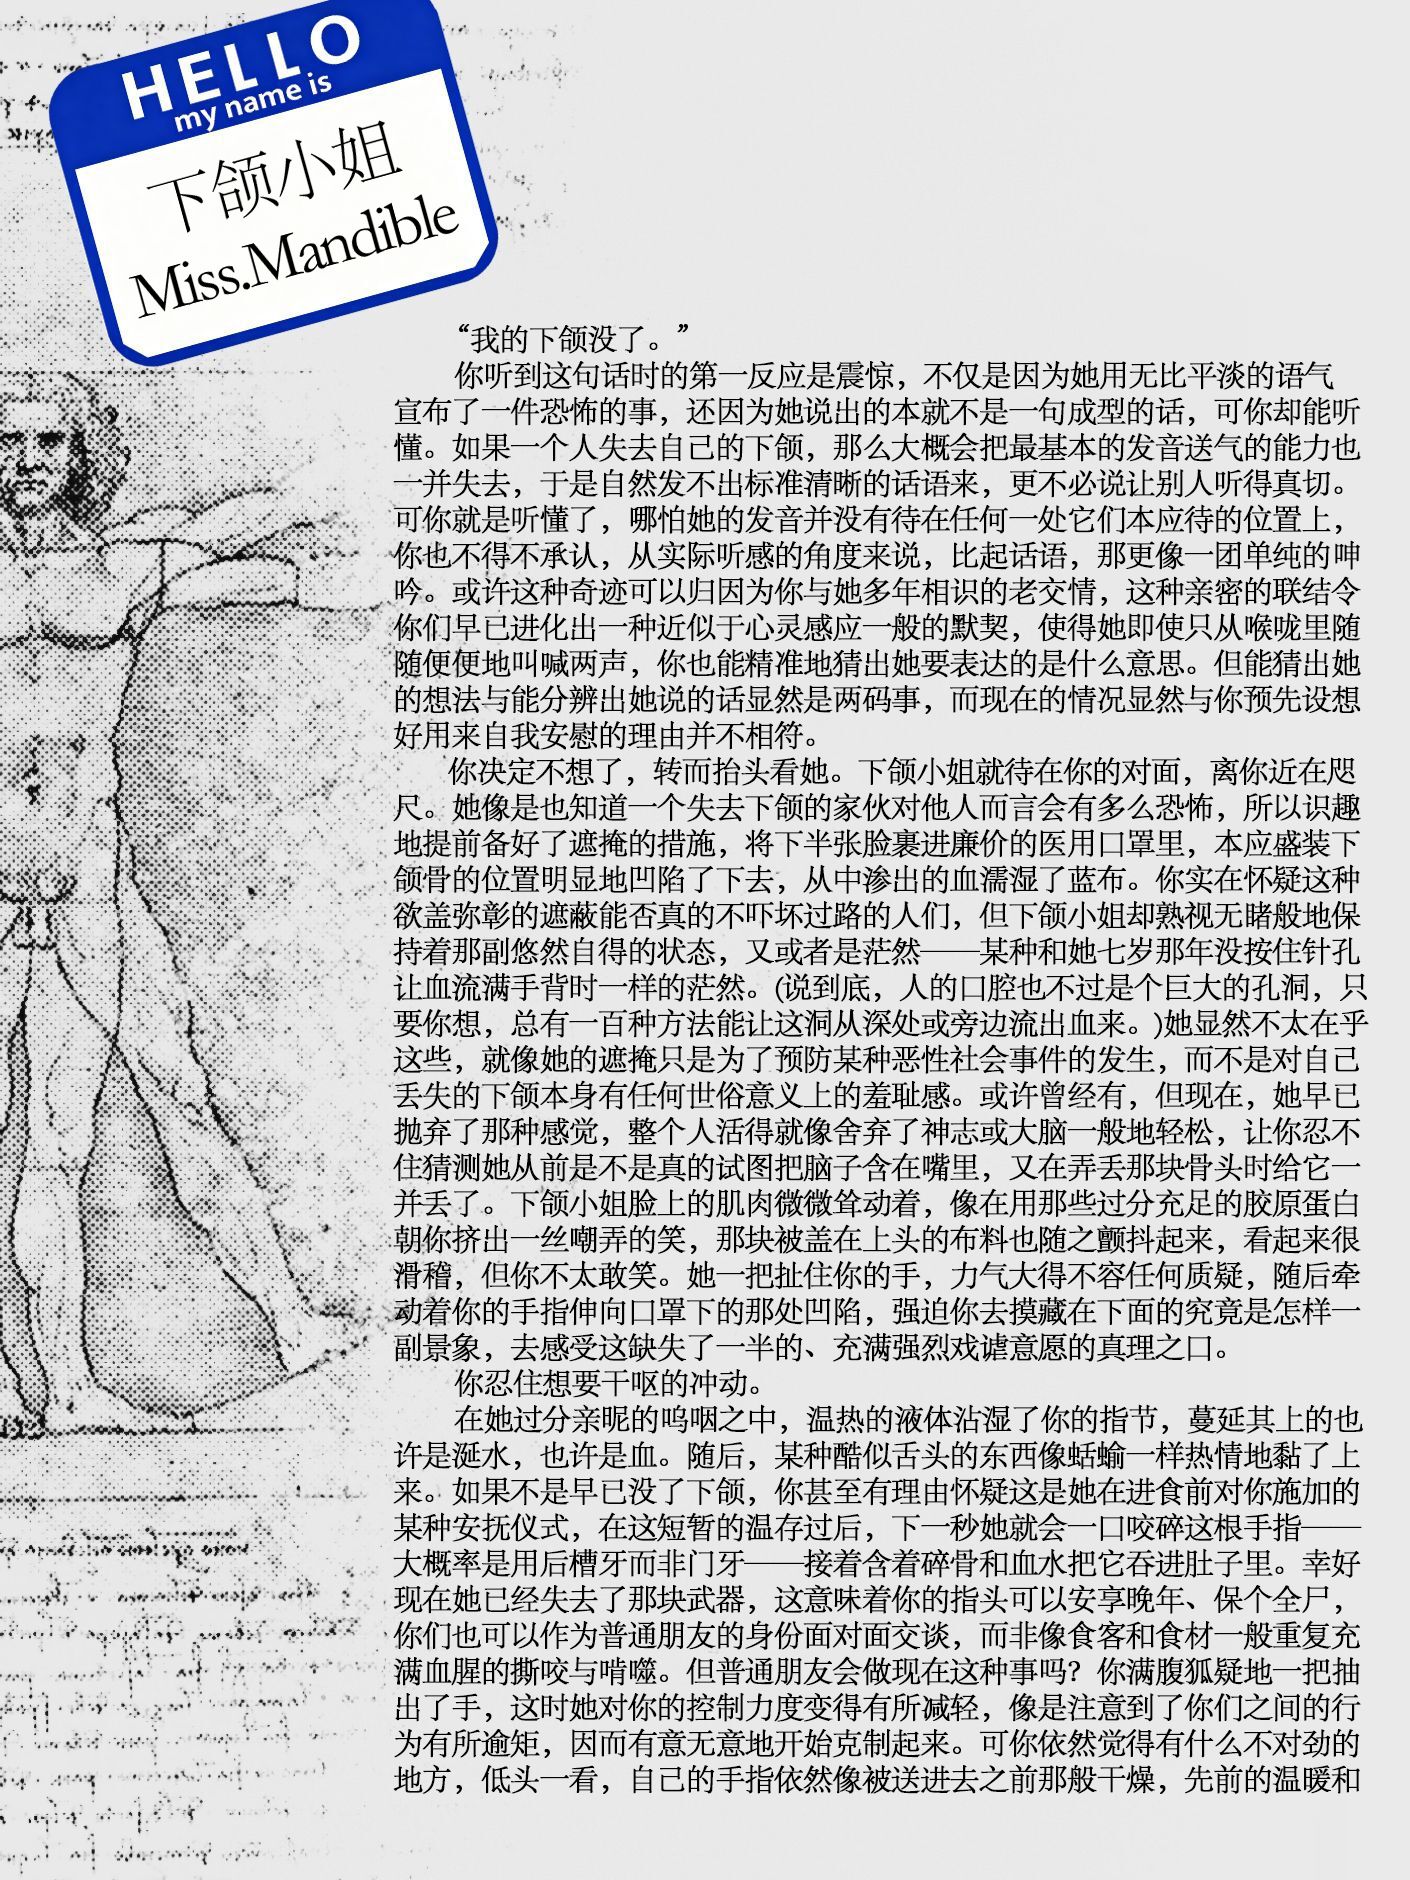 HELLO
my name is
下颌小姐
Miss.Mandible
“我的下颌没了。”
你听到这句话时的第一反应是震惊，不仅是因为她用无比平淡的语气
宣布了一件恐怖的事，还因为她说出的本就不是一句成型的话，可你却能听
懂。如果一个人失去自己的下颌，那么大概会把最基本的发音送气的能力也
一并失去，于是自然发不出标准清晰的话语来，更不必说让别人听得真切。
可你就是听懂了，哪怕她的发音并没有待在任何一处它们本应待的位置上，
你也不得不承认，从实际听感的角度来说，比起话语，那更像一团单纯的呻
吟。或许这种奇迹可以归因为你与她多年相识的老交情，这种亲密的联结令
你们早已进化出一种近似于心灵感应一般的默契，使得她即使只从喉咙里随
随便便地叫喊两声，你也能精准地猜出她要表达的是什么意思。但能猜出她
的想法与能分辨出她说的话显然是两码事，而现在的情况显然与你预先设想
好用来自我安慰的理由并不相符。
你决定不想了，转而抬头看她。下颌小姐就待在你的对面，离你近在咫
尺。她像是也知道一个失去下颌的家伙对他人而言会有多么恐怖，所以识趣
地提前备好了遮掩的措施，将下半张脸裹进廉价的医用口罩里，本应盛装下
颌骨的位置明显地凹陷了下去，从中渗出的血濡湿了蓝布。你实在怀疑这种
欲盖弥彰的遮蔽能否真的不吓坏过路的人们，但下颌小姐却熟视无睹般地保
持着那副悠然自得的状态，又或者是茫然——某种和她七岁那年没按住针孔
让血流满手背时一样的茫然。(说到底，人的口腔也不过是个巨大的孔洞，只
要你想，总有一百种方法能让这洞从深处或旁边流出血来。)她显然不太在乎
这些，就像她的遮掩只是为了预防某种恶性社会事件的发生，而不是对自己
丢失的下颌本身有任何世俗意义上的羞耻感。或许曾经有，但现在，她早已
抛弃了那种感觉，整个人活得就像舍弃了神志或大脑一般地轻松，让你忍不
住猜测她从前是不是真的试图把脑子含在嘴里，又在弄丢那块骨头时给它一
并丢了。下颌小姐脸上的肌肉微微耸动着，像在用那些过分充足的胶原蛋白
朝你挤出一丝嘲弄的笑，那块被盖在上头的布料也随之颤抖起来，看起来很
滑稽，但你不太敢笑。她一把扯住你的手，力气大得不容任何质疑，随后牵
动着你的手指伸向口罩下的那处凹陷，强迫你去摸藏在下面的究竟是怎样一
副景象，去感受这缺失了一半的、充满强烈戏谑意愿的真理之口。
你忍住想要干呕的冲动。
在她过分亲昵的呜咽之中，温热的液体沾湿了你的指节，蔓延其上的也
许是涎水，也许是血。随后，某种酷似舌头的东西像蛞蝓一样热情地黏了上
来。如果不是早已没了下颌，你甚至有理由怀疑这是她在进食前对你施加的
某种安抚仪式，在这短暂的温存过后，下一秒她就会一口咬碎这根手指——
大概率是用后槽牙而非门牙——接着含着碎骨和血水把它吞进肚子里。幸好
现在她已经失去了那块武器，这意味着你的指头可以安享晚年、保个全尸，
你们也可以作为普通朋友的身份面对面交谈，而非像食客和食材一般重复充
满血腥的撕咬与啃噬。但普通朋友会做现在这种事吗？你满腹狐疑地一把抽
出了手，这时她对你的控制力度变得有所减轻，像是注意到了你们之间的行
为有所逾矩，因而有意无意地开始克制起来。可你依然觉得有什么不对劲的
地方，低头一看，自己的手指依然像被送进去之前那般干燥，先前的温暖和